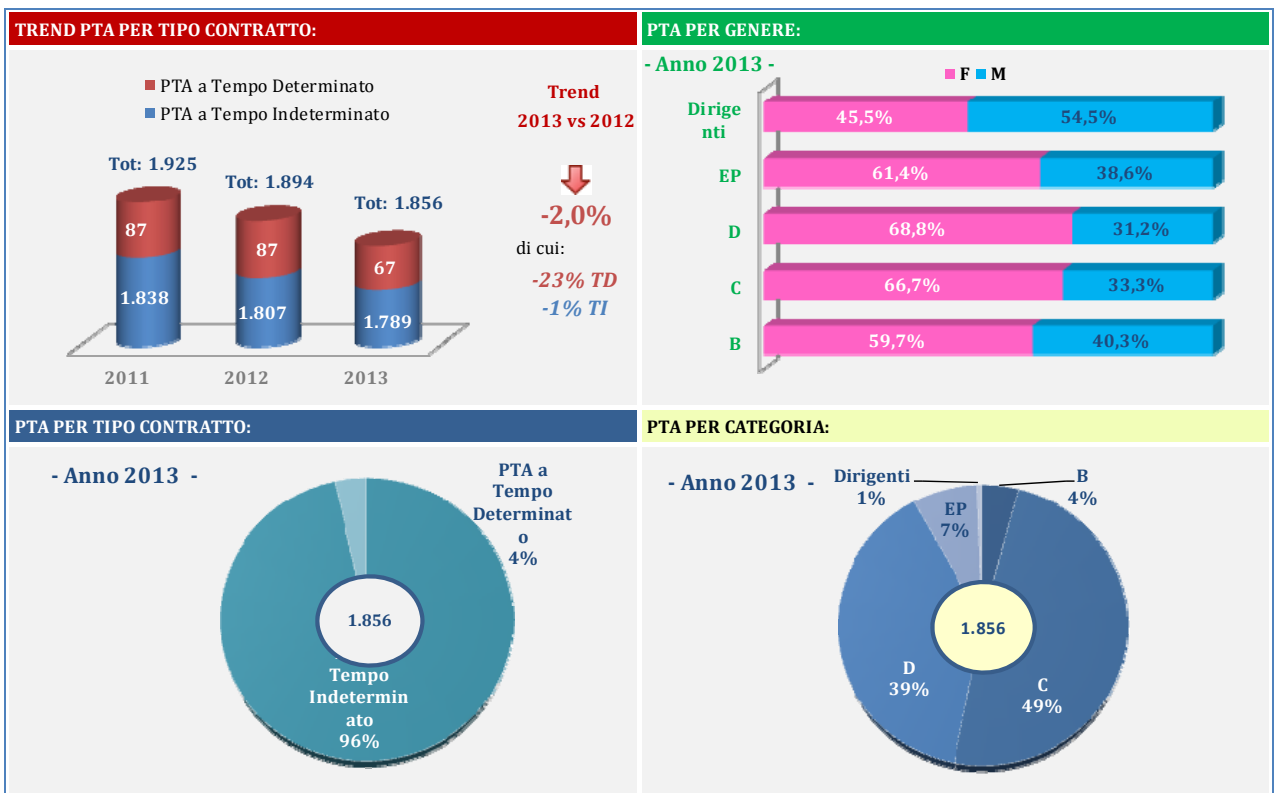 TREND PTA PER TIPO CONTRATTO:
PTA a Tempo Determinato
PTA a Tempo Indeterminato
Trend
2013 vs 2012
Tot: 1.925
Tot: 1.894
Tot: 1.856
87
87
67
1.838
1.807
1.789
2011
2012
2013
-2,0%
di cui:
-23% TD
-1% TI
PTA PER GENERE:
- Anno 2013 -
F M
Dirige
nti
45,5%
54,5%
EP
61,4%
38,6%
D
68,8%
31,2%
C
66,7%
33,3%
B
59,7%
40,3%
PTA PER TIPO CONTRATTO:
- Anno 2013 -
PTA a
Tempo
Determinat
o
4%
1.856
Tempo
Indetermin
ato
96%
PTA PER CATEGORIA:
- Anno 2013 -
Dirigenti
1%
B
4%
EP
7%
1.856
D
39%
C
49%